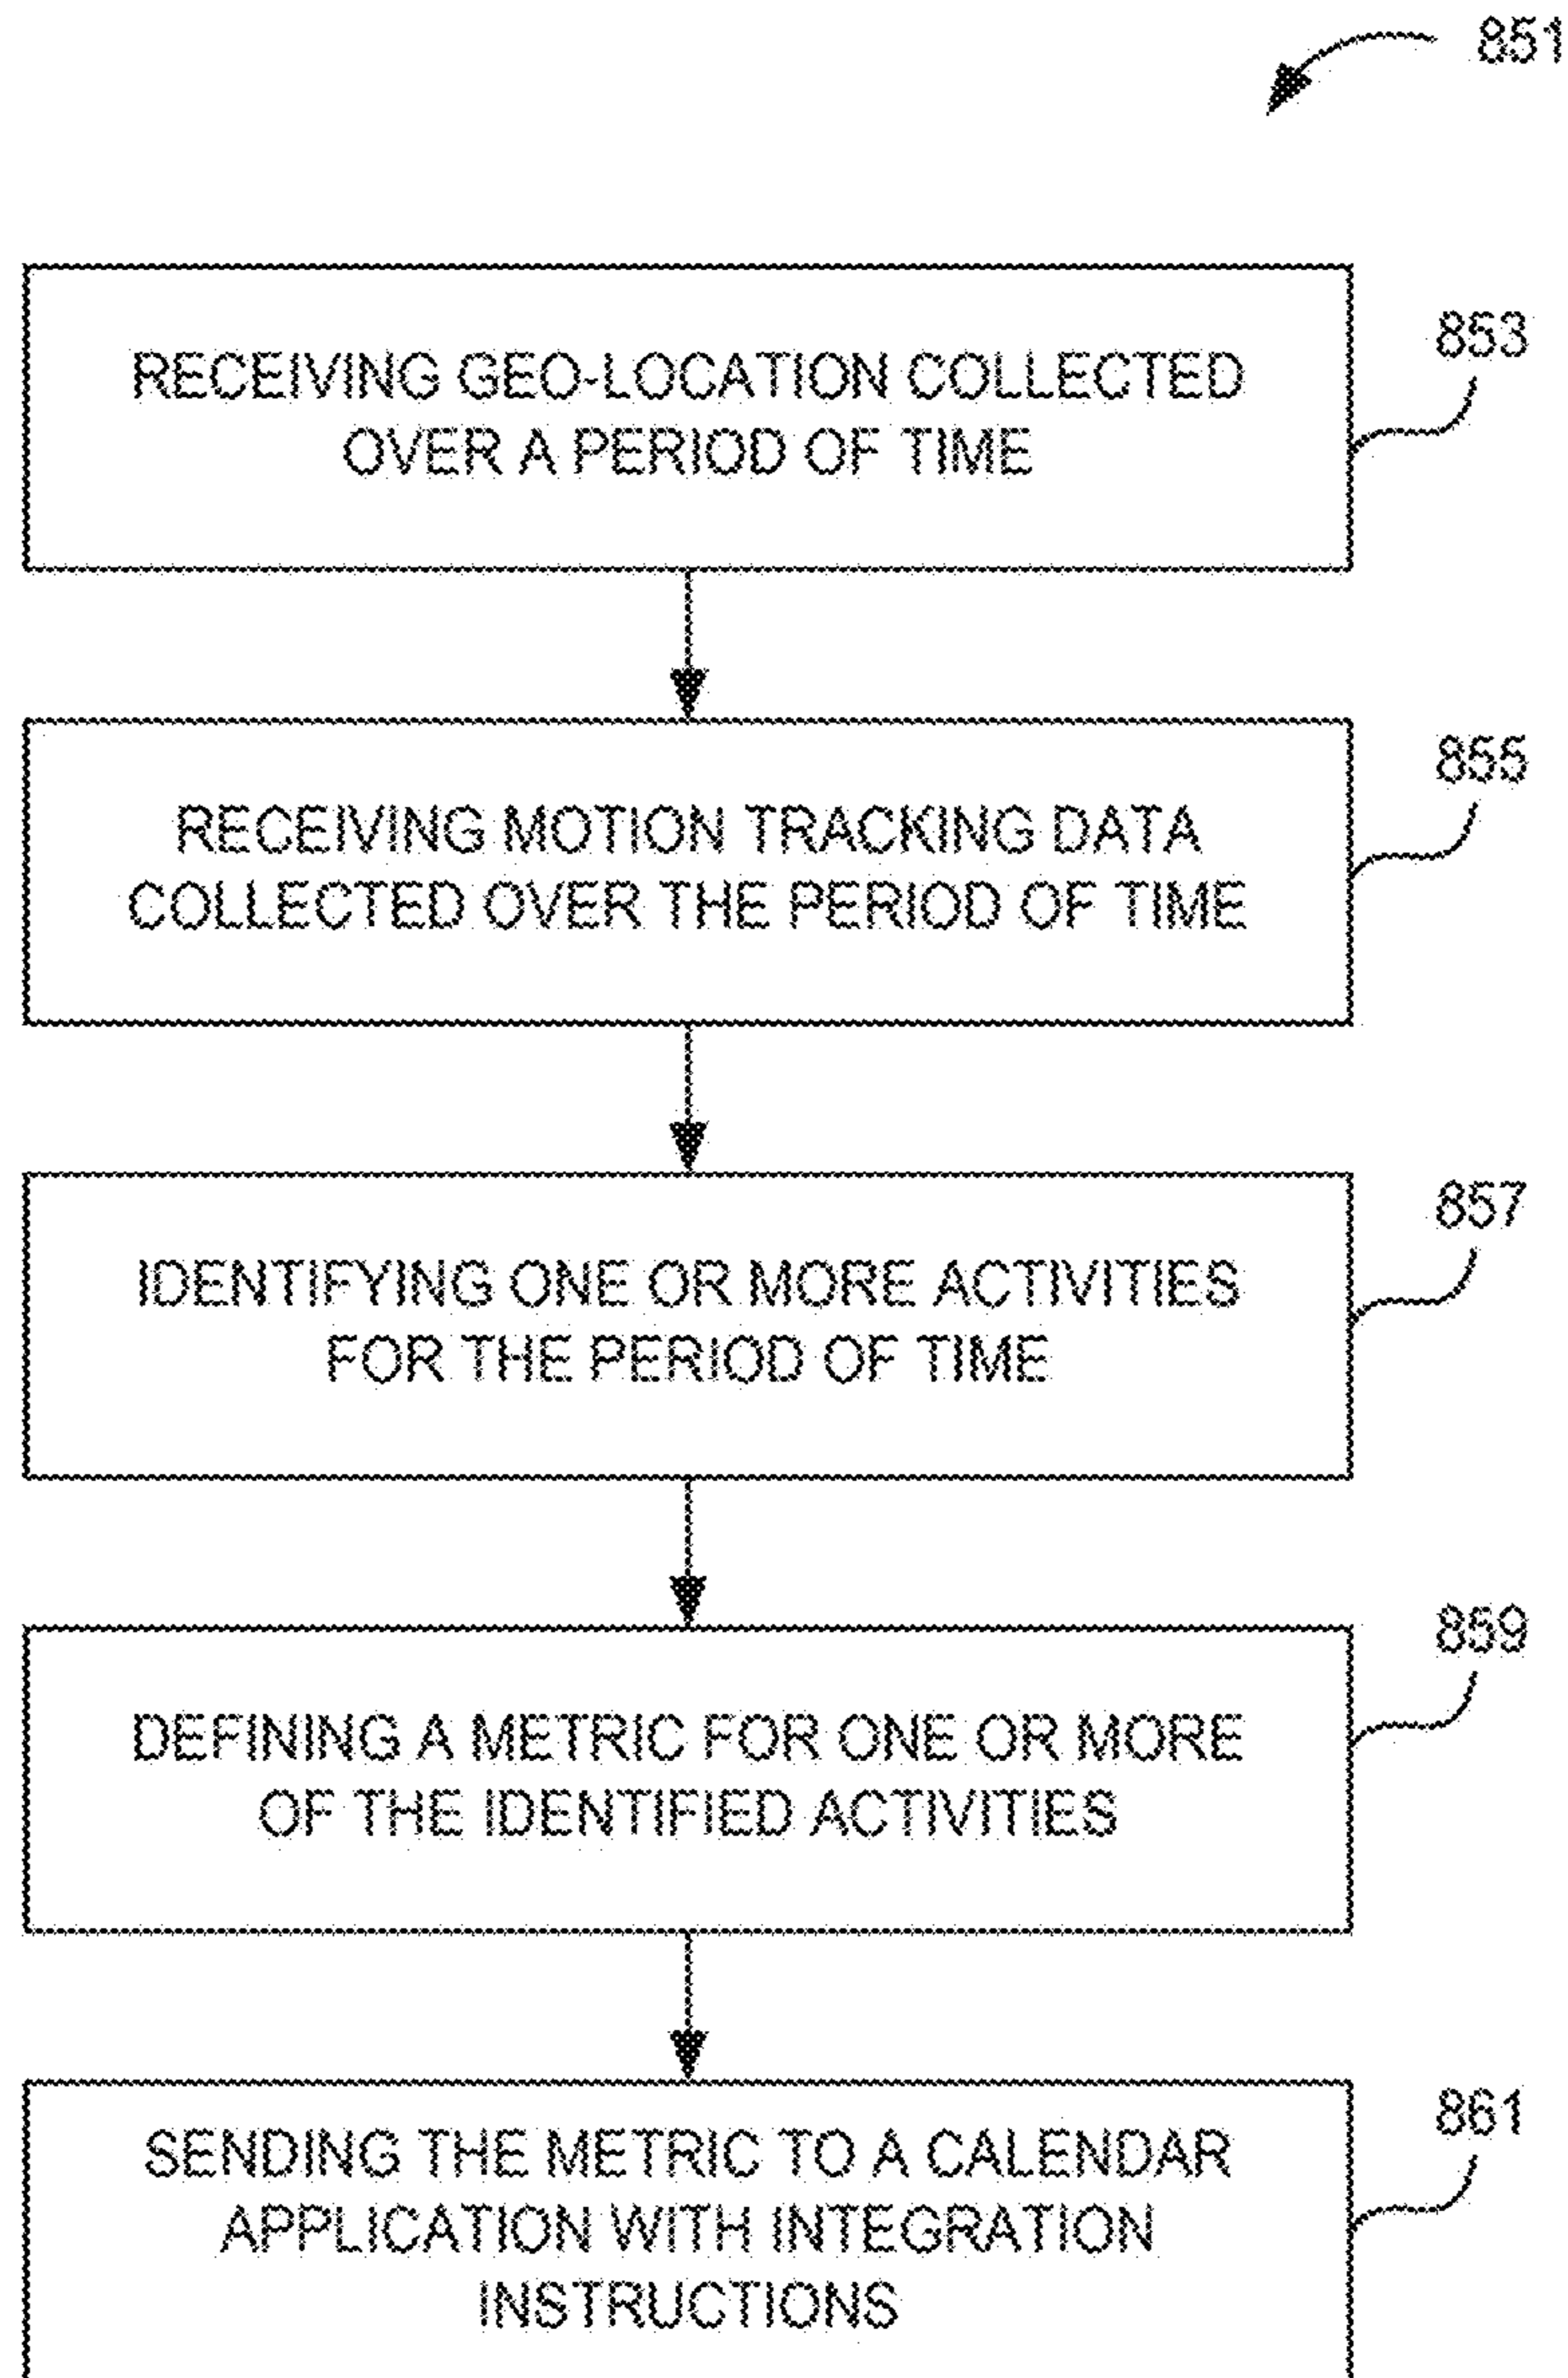 851
RECEIVING GEO-LOCATION COLLECTED
OVER A PERIOD OF TIME
853
RECEIVING MOTION TRACKING DATA
COLLECTED OVER THE PERIOD OF TIME
855
IDENTIFYING ONE OR MORE ACTIVITIES
FOR THE PERIOD OF TIME
857
DEFINING A METRIC FOR ONE OR MORE
OF THE IDENTIFIED ACTIVITIES
859
SENDING THE METRIC TO A CALENDAR
APPLICATION WITH INTEGRATION
INSTRUCTIONS
861